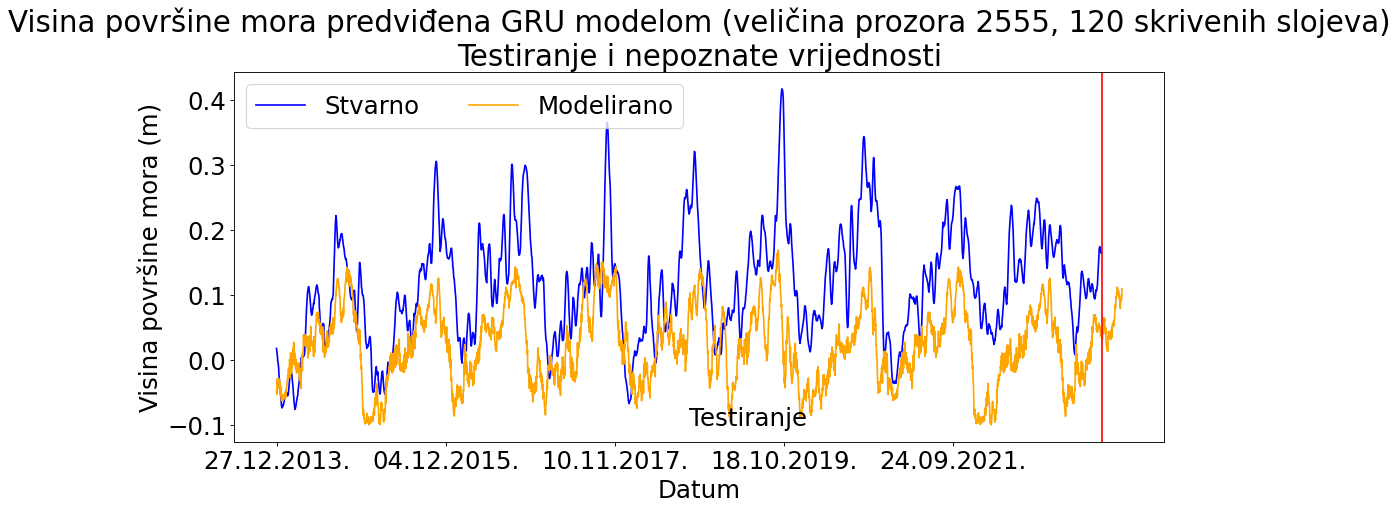 Visina površine mora predviđena GRU modelom (veličina prozora 2555, 120 skrivenih slojeva)
Testiranje i nepoznate vrijednosti
Stvarno Modelirano
Visina površine mora (m)
0.4
0.3
0.2
0.1
0.0
−0.1
Testiranje
27.12.2013. 04.12.2015. 10.11.2017. 18.10.2019. 24.09.2021.
Datum